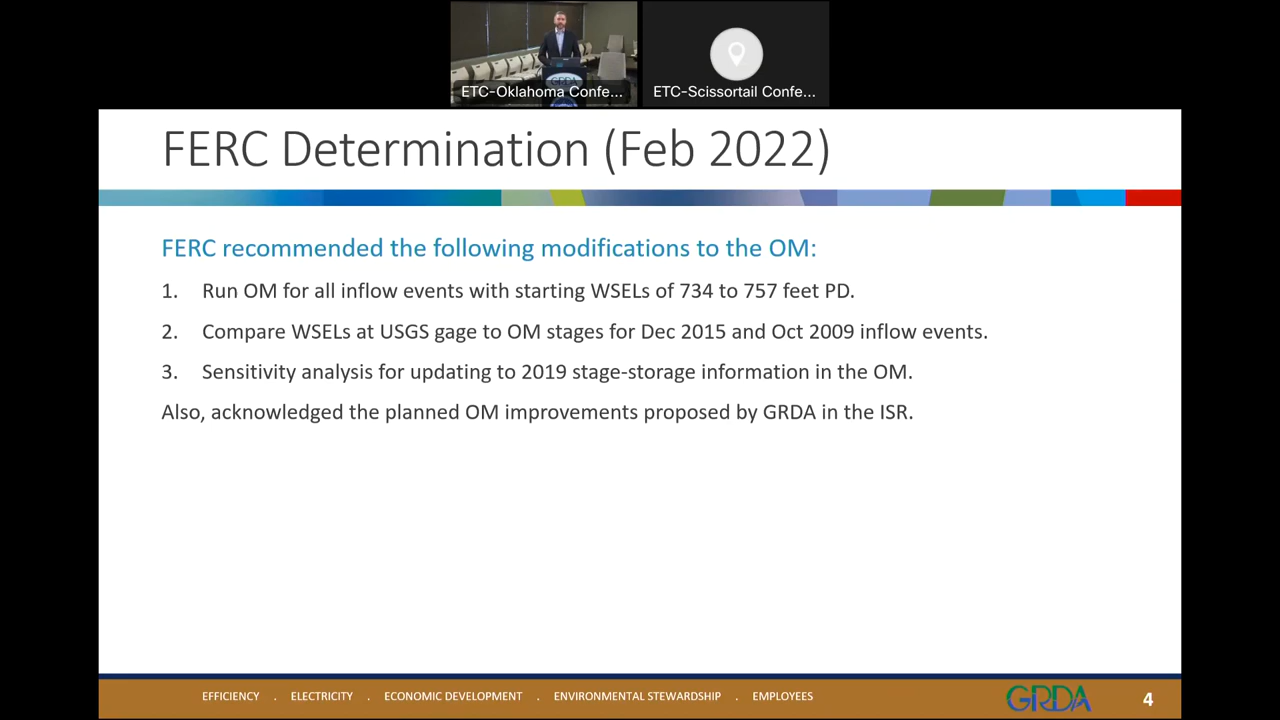 ETC-Oklahoma Confe...
ETC-Scissortail Confe...
GRDA
FERC Determination (Feb 2022)
FERC recommended the following modifications to the OM:
1. Run OM for all inflow events with starting WSELs of 734 to 757 feet PD.
2. Compare WSELs at USGS gage to OM stages for Dec 2015 and Oct 2009 inflow events.
3. Sensitivity analysis for updating to 2019 stage-storage information in the OM.
Also, acknowledged the planned OM improvements proposed by GRDA in the ISR.
EFFICIENCY . ELECTRICITY . ECONOMIC DEVELOPMENT . ENVIRONMENTAL STEWARDSHIP . EMPLOYEES
GRDA
4